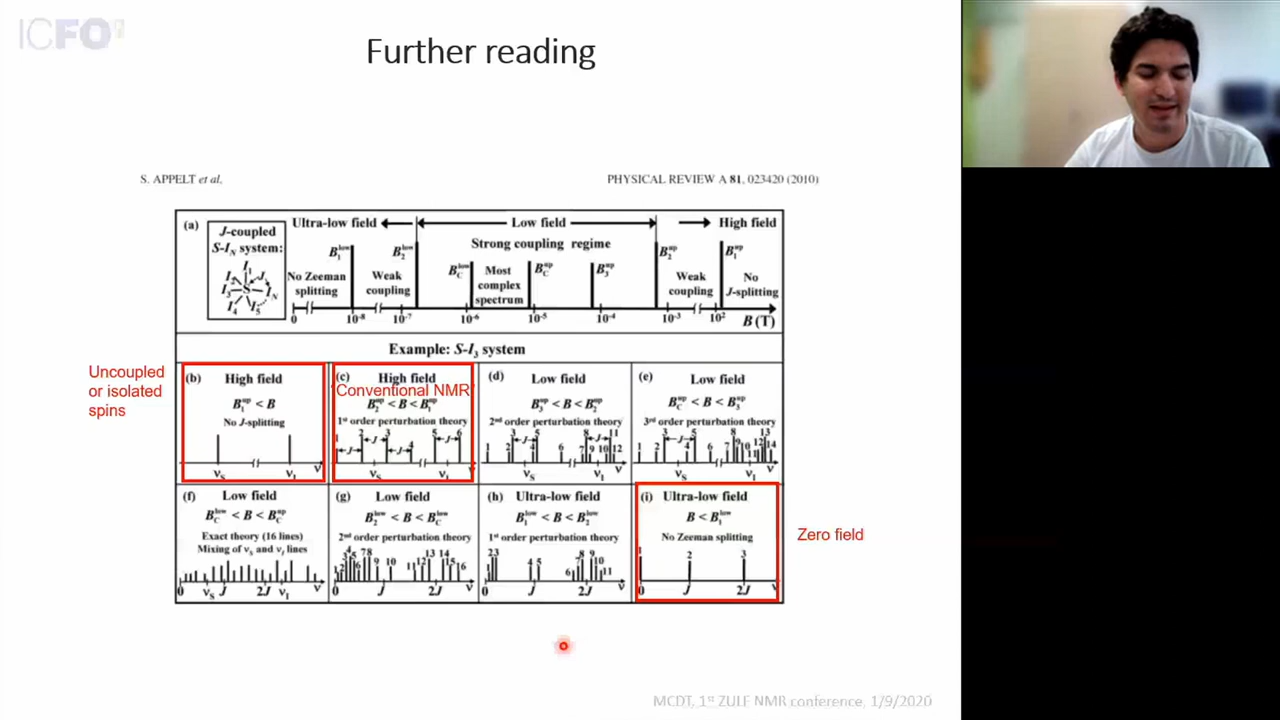 ICFO
Further reading
S. APPELT et al.
PHYSICAL REVIEW A 81, 023420 (2010)
(a)
J-coupled
S-I_N system:
Ultra-low field
Low field
High field
Strong coupling regime
B₁^low
B₂^low
B_C^low
B_C^up
B₃^up
B₂^up
B₁^up
No Zeeman
splitting
Weak
coupling
Most
complex
spectrum
Weak
coupling
No
J-splitting
0 10⁻⁸ 10⁻⁷ 10⁻⁶ 10⁻⁵ 10⁻⁴ 10⁻³ 10² B (T)
Example: S-I₃ system
Uncoupled
or isolated
spins
(b) High field
B₁^up < B
No J-splitting
ν_S ν_I ν
(c) High field
Conventional NMR
B₂^up < B < B₁^up
1st order perturbation theory
ν_S ν_I ν
(d) Low field
B₃^up < B < B₂^up
2nd order perturbation theory
ν_S ν_I ν
(e) Low field
B_C^up < B < B₃^up
3rd order perturbation theory
ν_S ν_I ν
(f) Low field
B_C^low < B < B_C^up
Exact theory (16 lines)
Mixing of ν_S and ν_I lines
0 ν_S J 2J ν_I ν
(g) Low field
B₂^low < B < B_C^low
2nd order perturbation theory
0 J 2J ν
(h) Ultra-low field
B₁^low < B < B₂^low
1st order perturbation theory
0 J 2J ν
(i) Ultra-low field
B < B₁^low
No Zeeman splitting
1 2 3
0 J 2J ν
Zero field
MCDT, 1st ZULF NMR conference, 1/9/2020